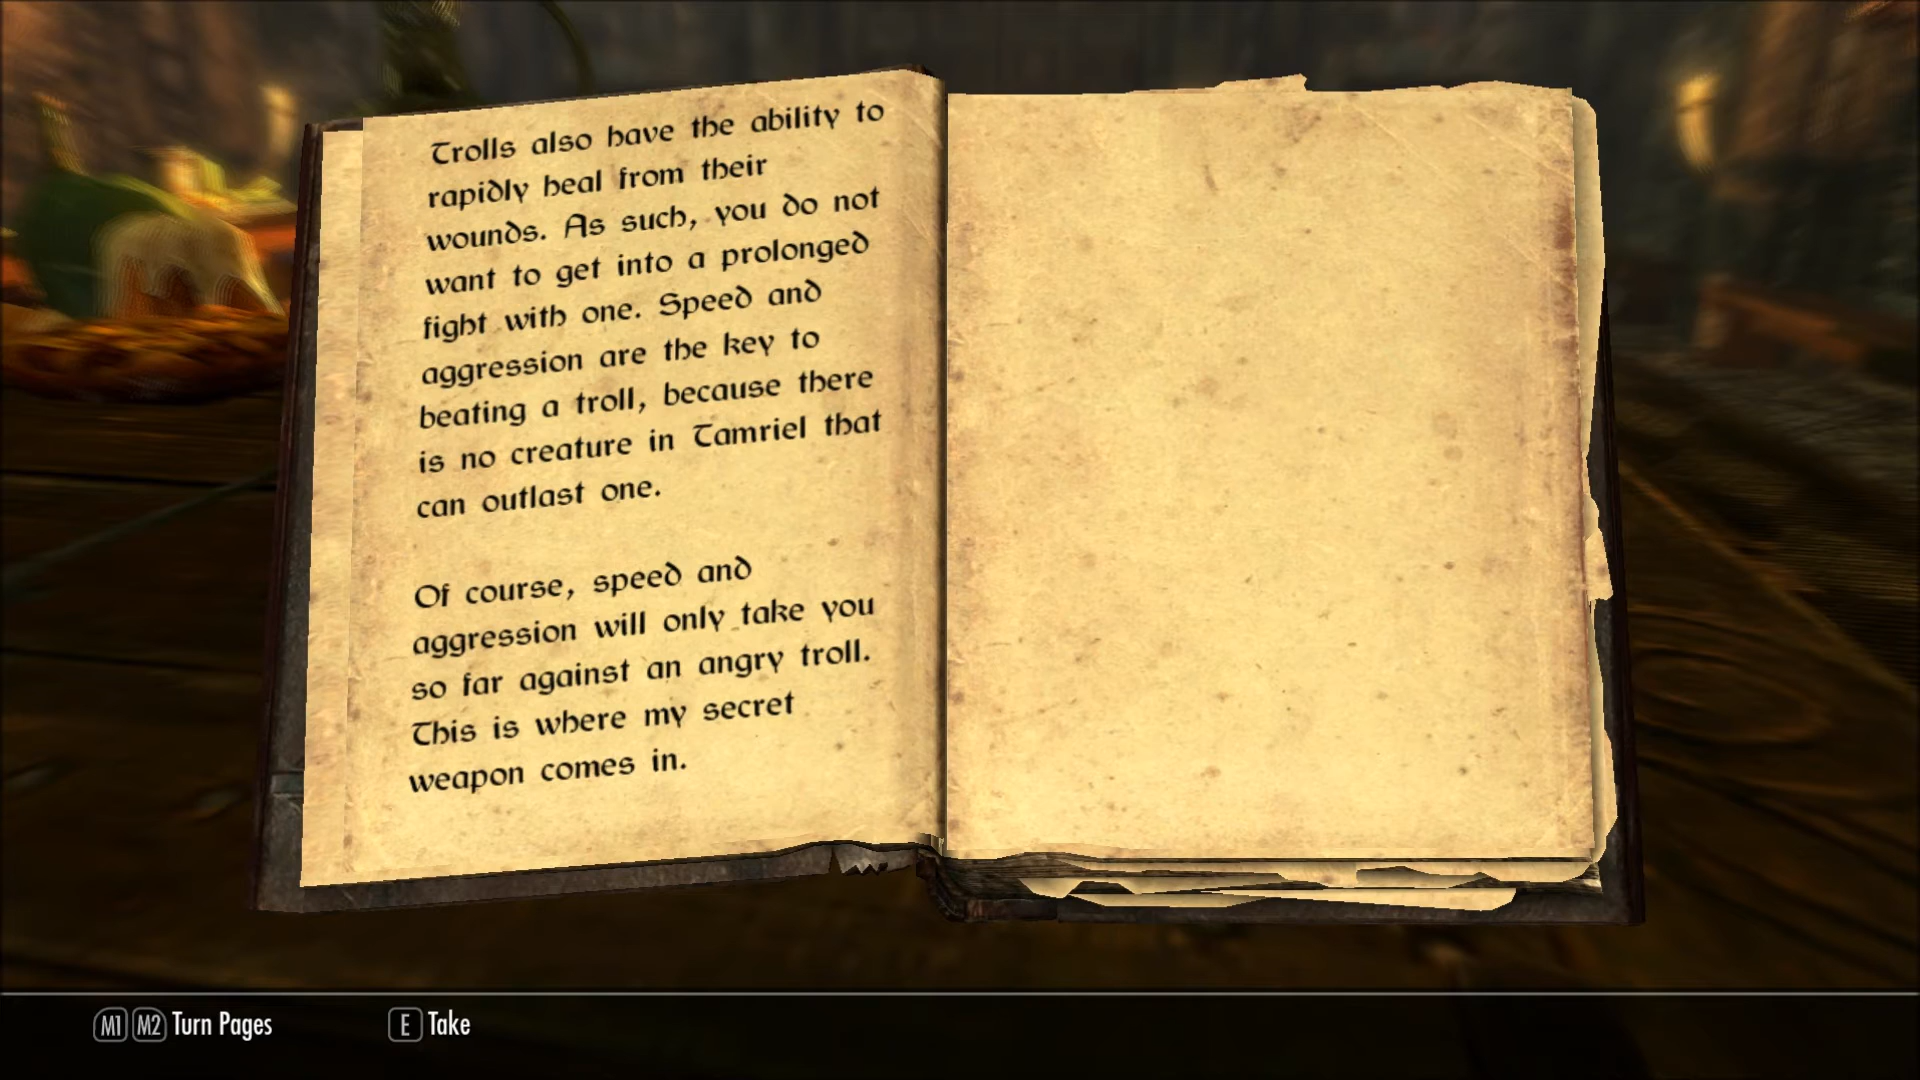 Trolls also have the ability to
rapidly heal from their
wounds. As such, you do not
want to get into a prolonged
fight with one. Speed and
aggression are the key to
beating a troll, because there
is no creature in Tamriel that
can outlast one.
Of course, speed and
aggression will only take you
so far against an angry troll.
This is where my secret
weapon comes in.
M1 M2 Turn Pages
E Take